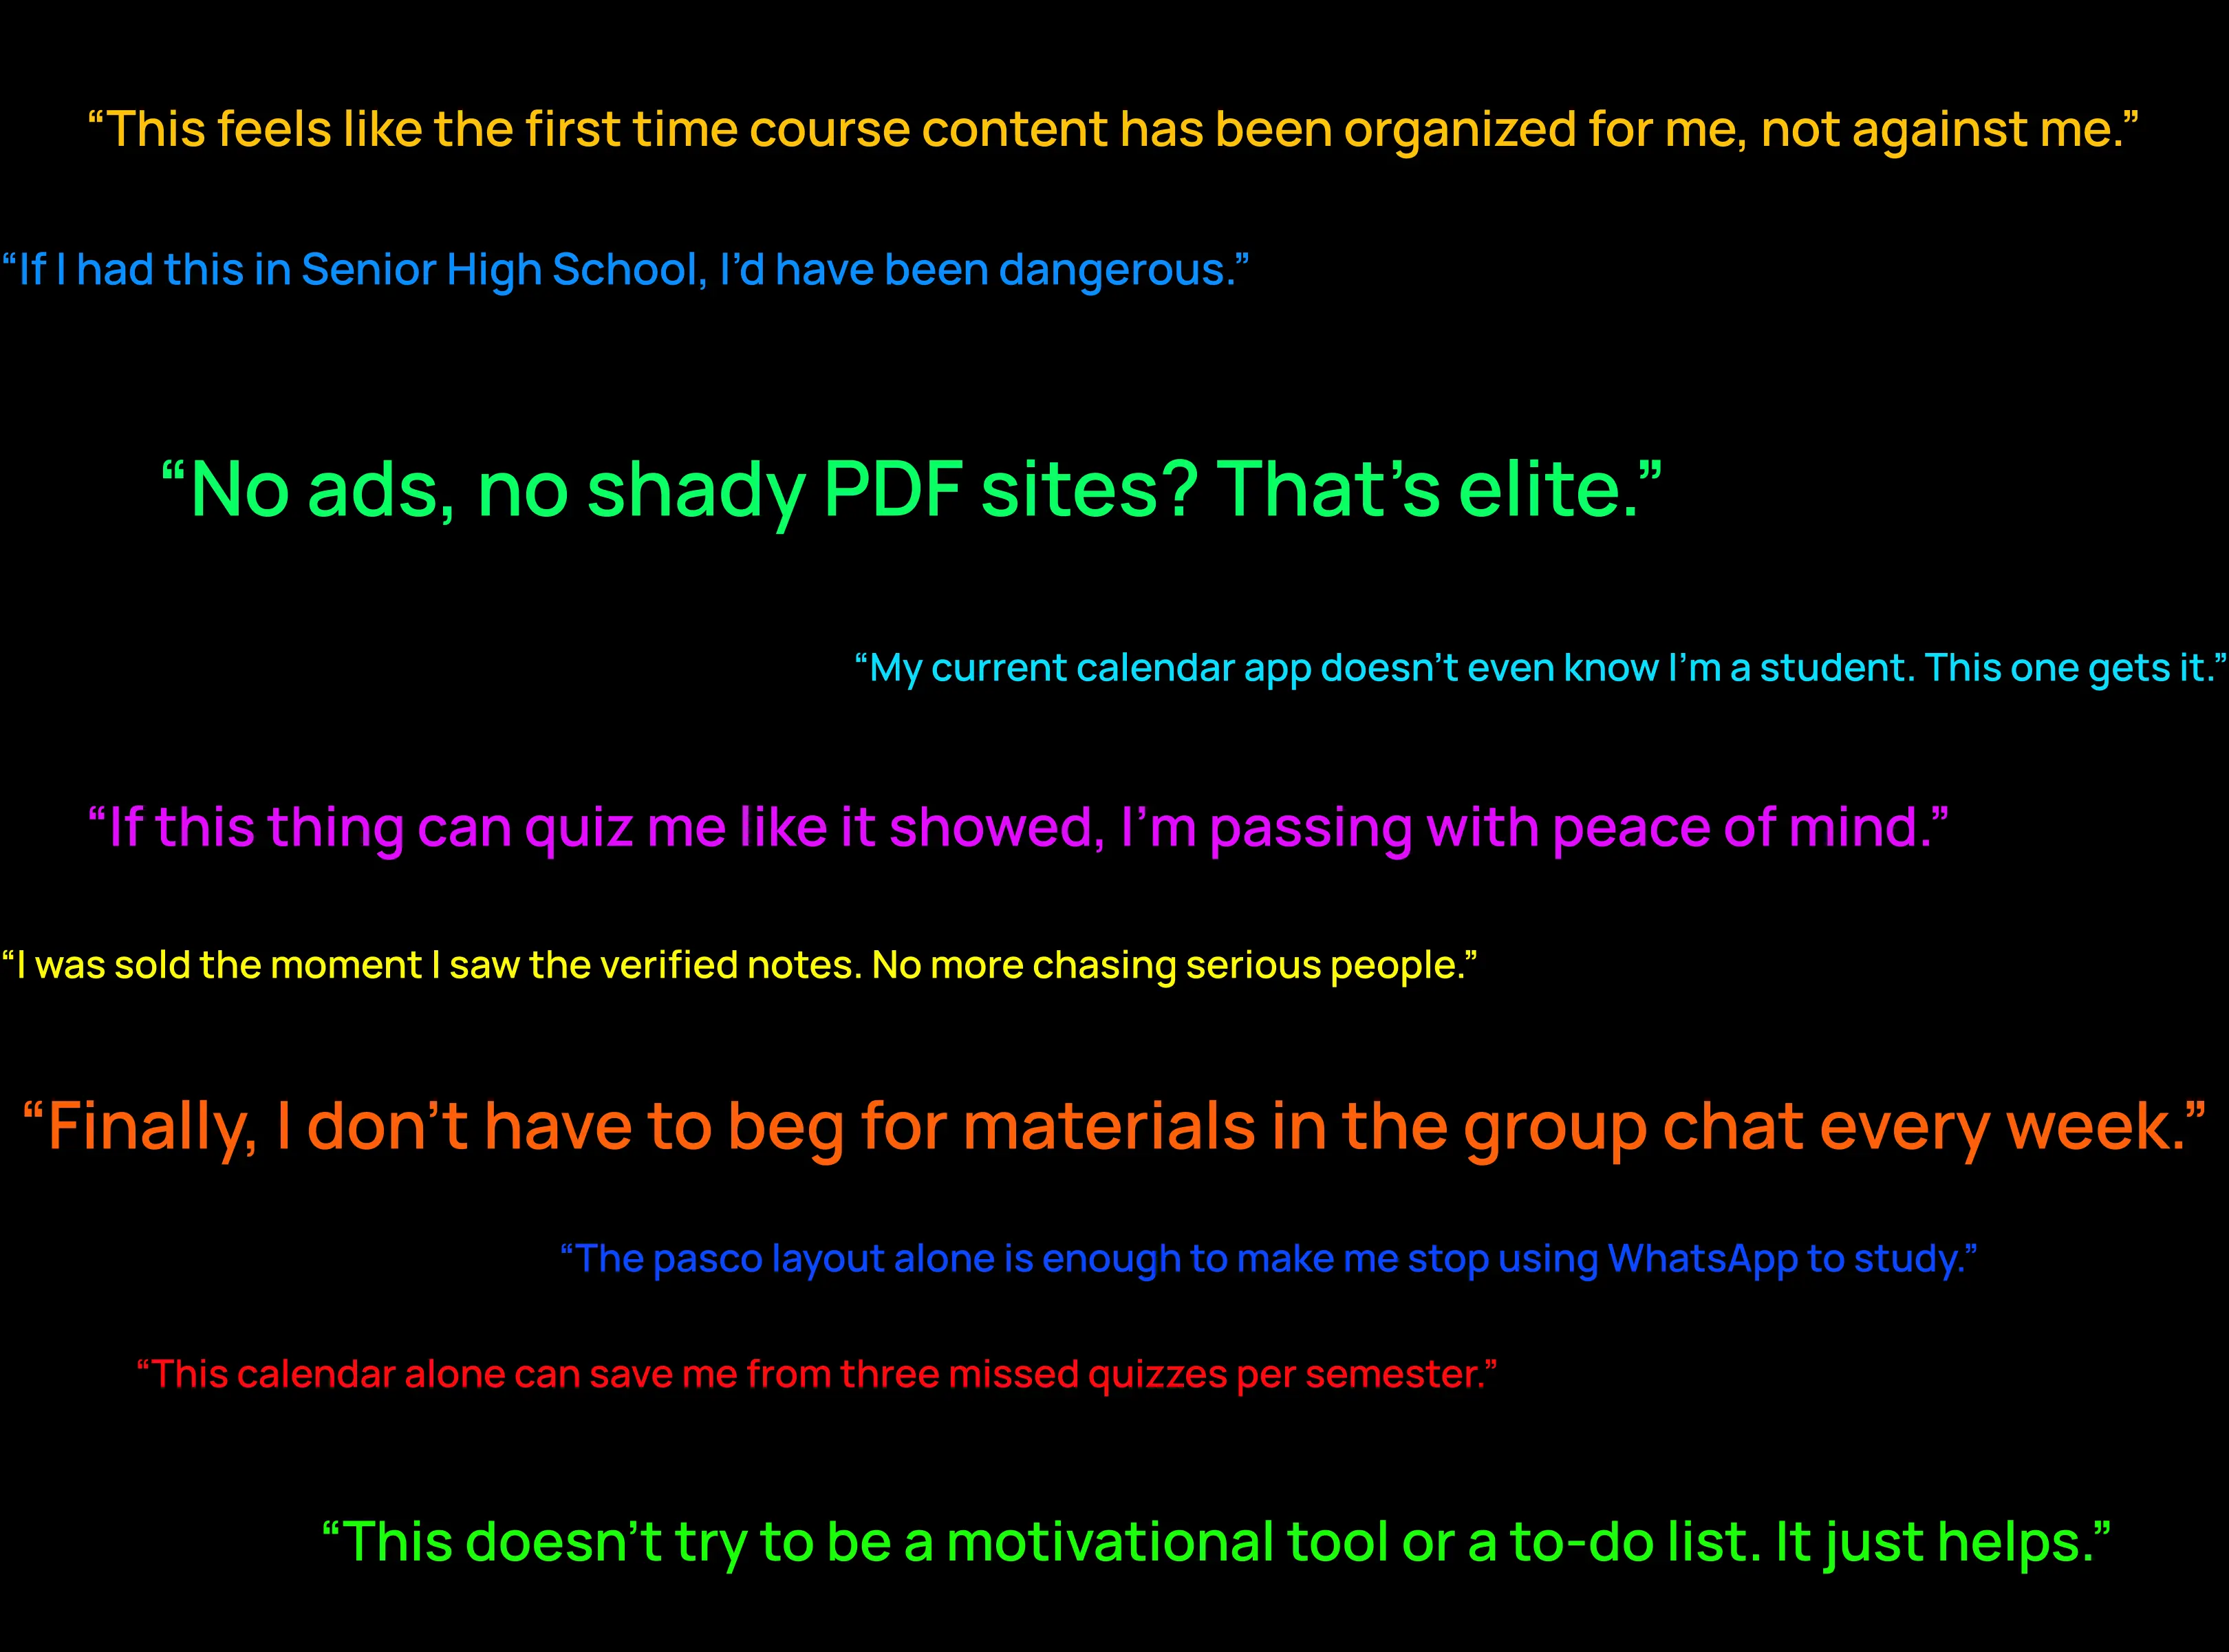 “This feels like the first time course content has been organized for me, not against me.”
“If I had this in Senior High School, I’d have been dangerous.”
“No ads, no shady PDF sites? That’s elite.”
“My current calendar app doesn’t even know I’m a student. This one gets it.”
“If this thing can quiz me like it showed, I’m passing with peace of mind.”
“I was sold the moment I saw the verified notes. No more chasing serious people.”
“Finally, I don’t have to beg for materials in the group chat every week.”
“The pasco layout alone is enough to make me stop using WhatsApp to study.”
“This calendar alone can save me from three missed quizzes per semester.”
“This doesn’t try to be a motivational tool or a to-do list. It just helps.”